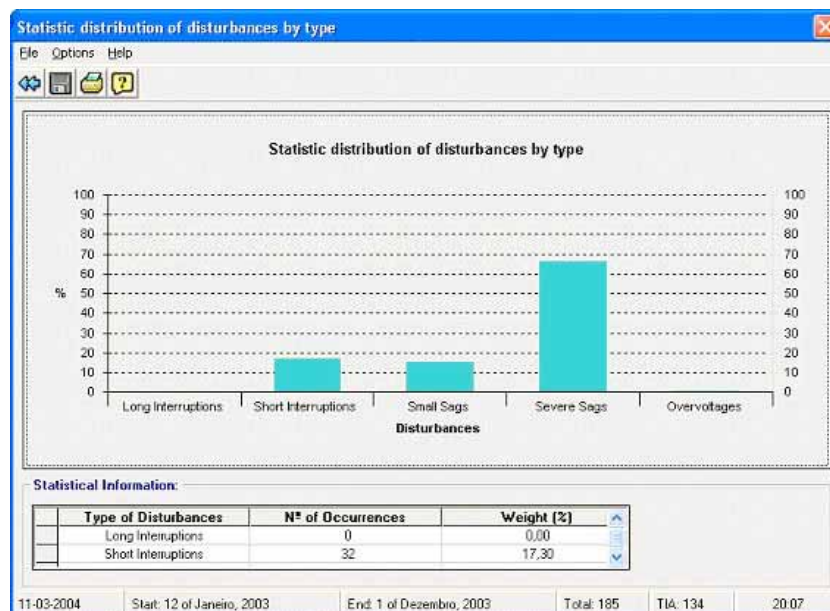 Statistic distribution of disturbances by type
File Options Help
Statistic distribution of disturbances by type
100 100
90 90
80 80
70 70
60 60
% 50 50
40 40
30 30
20 20
10 10
0 0
Long Interruptions Short Interruptions Small Sags Severe Sags Overvoltages
Disturbances
Statistical Information:
Type of Disturbances Nº of Occurrences Weight (%)
Long Interruptions 0 0,00
Short Interruptions 32 17,30
11-03-2004 Start: 12 of Janeiro, 2003 End: 1 of Dezembro, 2003 Total: 185 TIA: 134 20:07